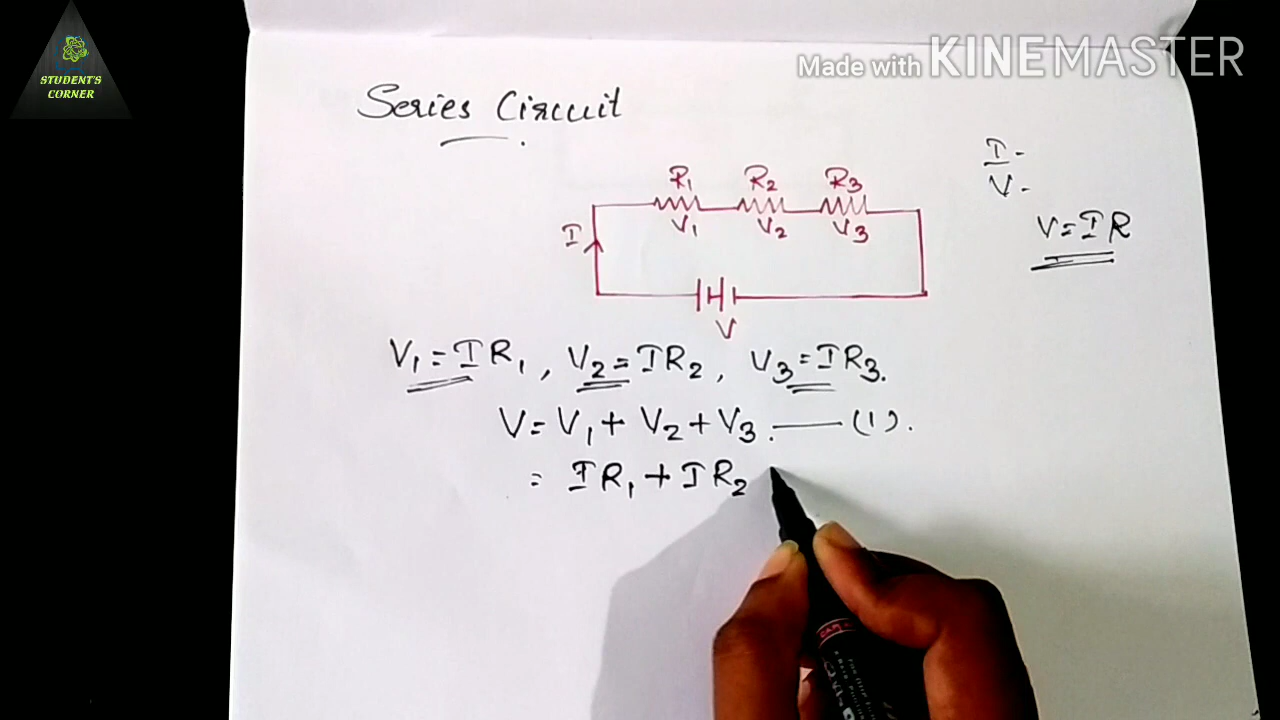 STUDENT'S
CORNER
Made with KINEMASTER
Series Circuit
I -
V -
V = IR
R1 R2 R3
I
V1 V2 V3
V
V1 = IR1, V2 = IR2, V3 = IR3.
V = V1 + V2 + V3. —— (1).
= IR1 + IR2